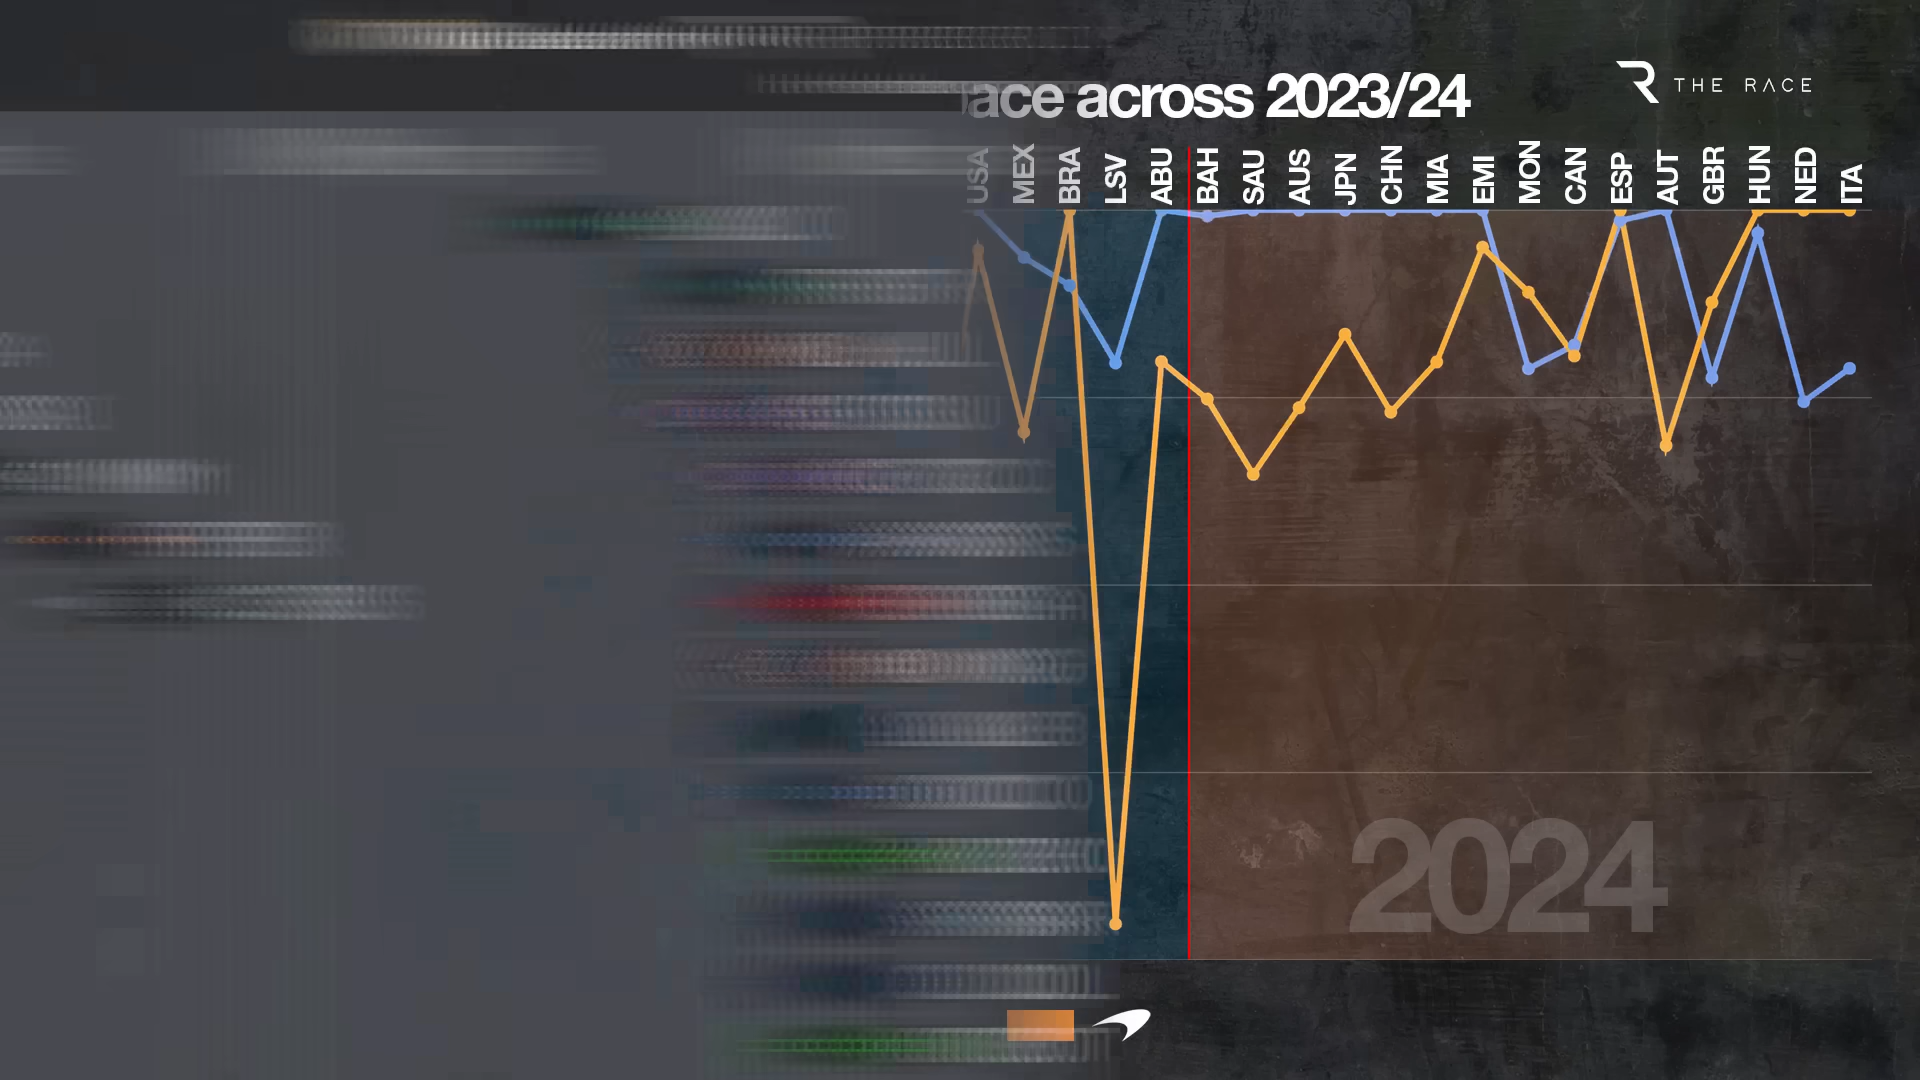 across 2023/24
THE RACE
USA
MEX
BRA
LSV
ABU
BAH
SAU
AUS
JPN
CHN
MIA
EMI
MON
CAN
ESP
AUT
GBR
HUN
NED
ITA
2024